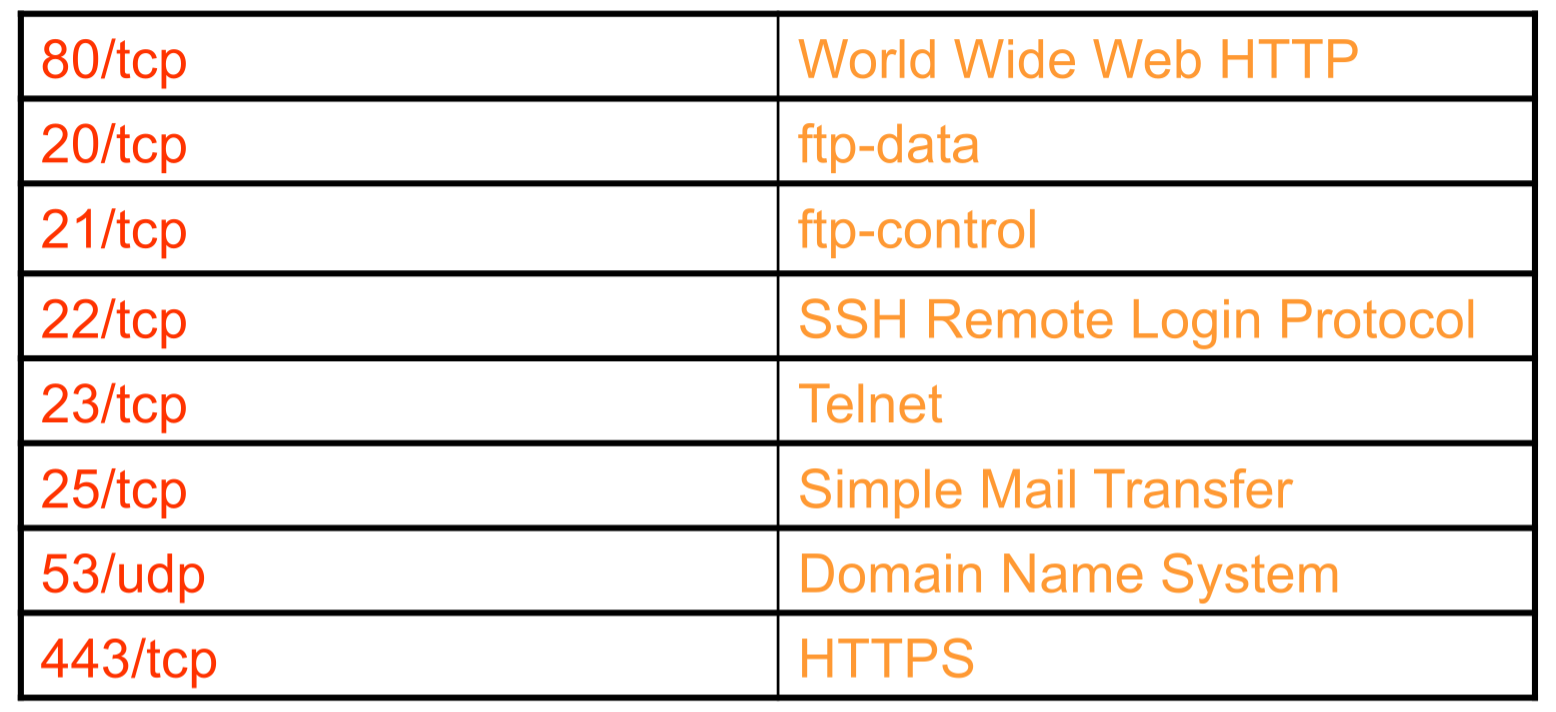 80/tcp World Wide Web HTTP
20/tcp ftp-data
21/tcp ftp-control
22/tcp SSH Remote Login Protocol
23/tcp Telnet
25/tcp Simple Mail Transfer
53/udp Domain Name System
443/tcp HTTPS